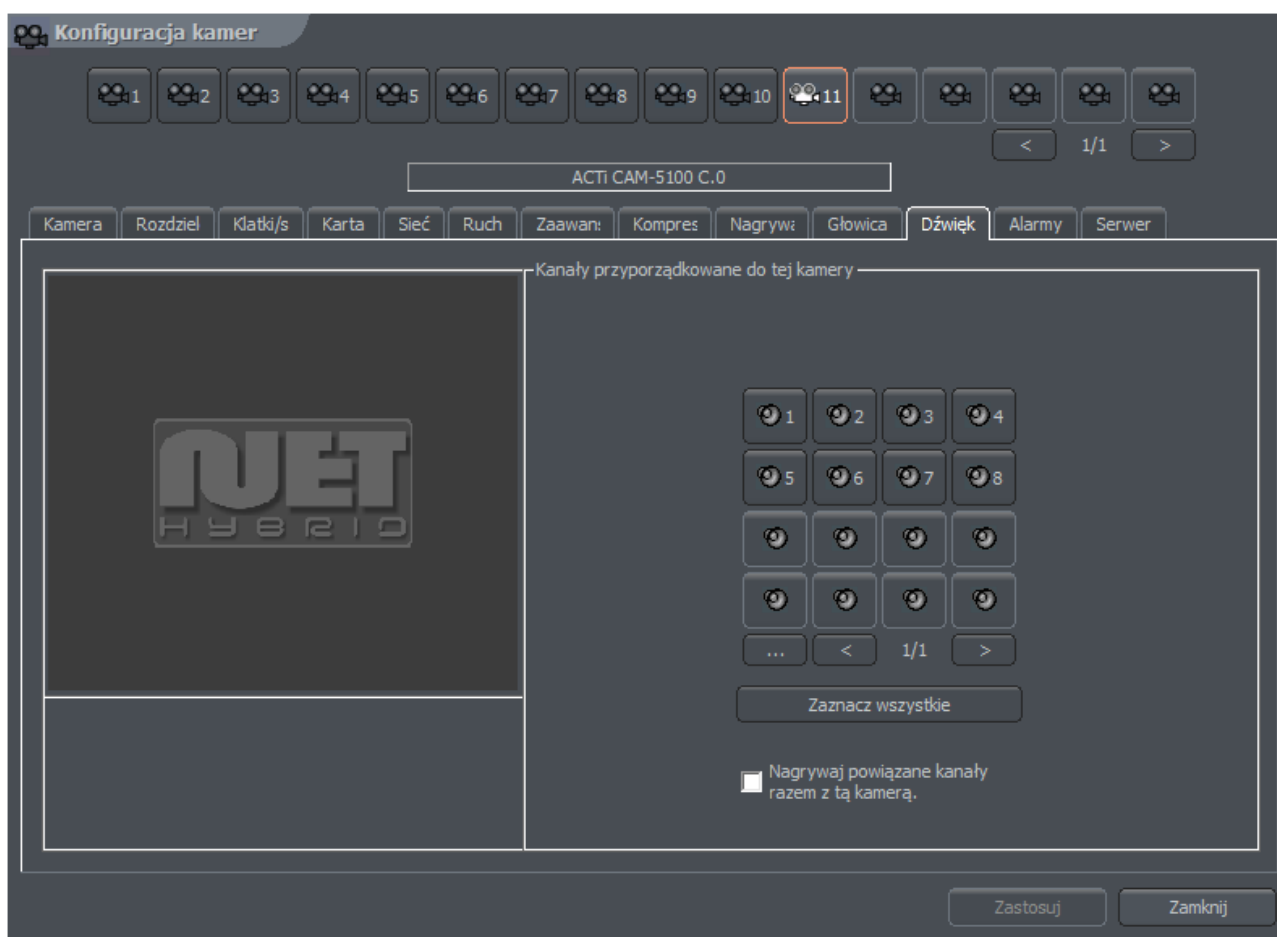 Konfiguracja kamer
1 2 3 4 5 6 7 8 9 10 11
< 1/1 >
ACTi CAM-5100 C.0
Kamera Rozdziel Klatki/s Karta Sieć Ruch Zaawan: Kompres Nagrywa Głowica Dźwięk Alarmy Serwer
Kanały przyporządkowane do tej kamery
NET
HYBRID
1 2 3 4
5 6 7 8
... < 1/1 >
Zaznacz wszystkie
Nagrywaj powiązane kanały
razem z tą kamerą.
Zastosuj Zamknij